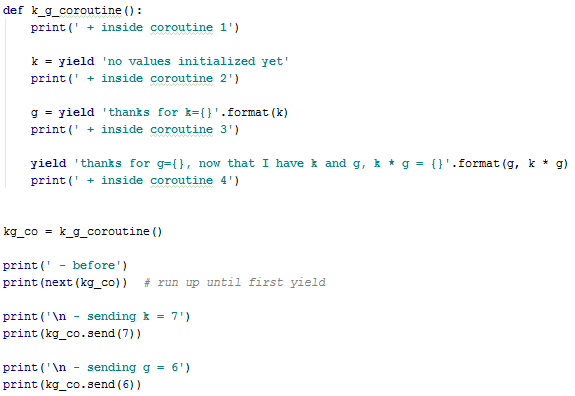 def k_g_coroutine():
    print(' + inside coroutine 1')

    k = yield 'no values initialized yet'
    print(' + inside coroutine 2')

    g = yield 'thanks for k={}'.format(k)
    print(' + inside coroutine 3')

    yield 'thanks for g={}, now that I have k and g, k * g = {}'.format(g, k * g)
    print(' + inside coroutine 4')


kg_co = k_g_coroutine()

print(' - before')
print(next(kg_co))  # run up until first yield

print('\n - sending k = 7')
print(kg_co.send(7))

print('\n - sending g = 6')
print(kg_co.send(6))